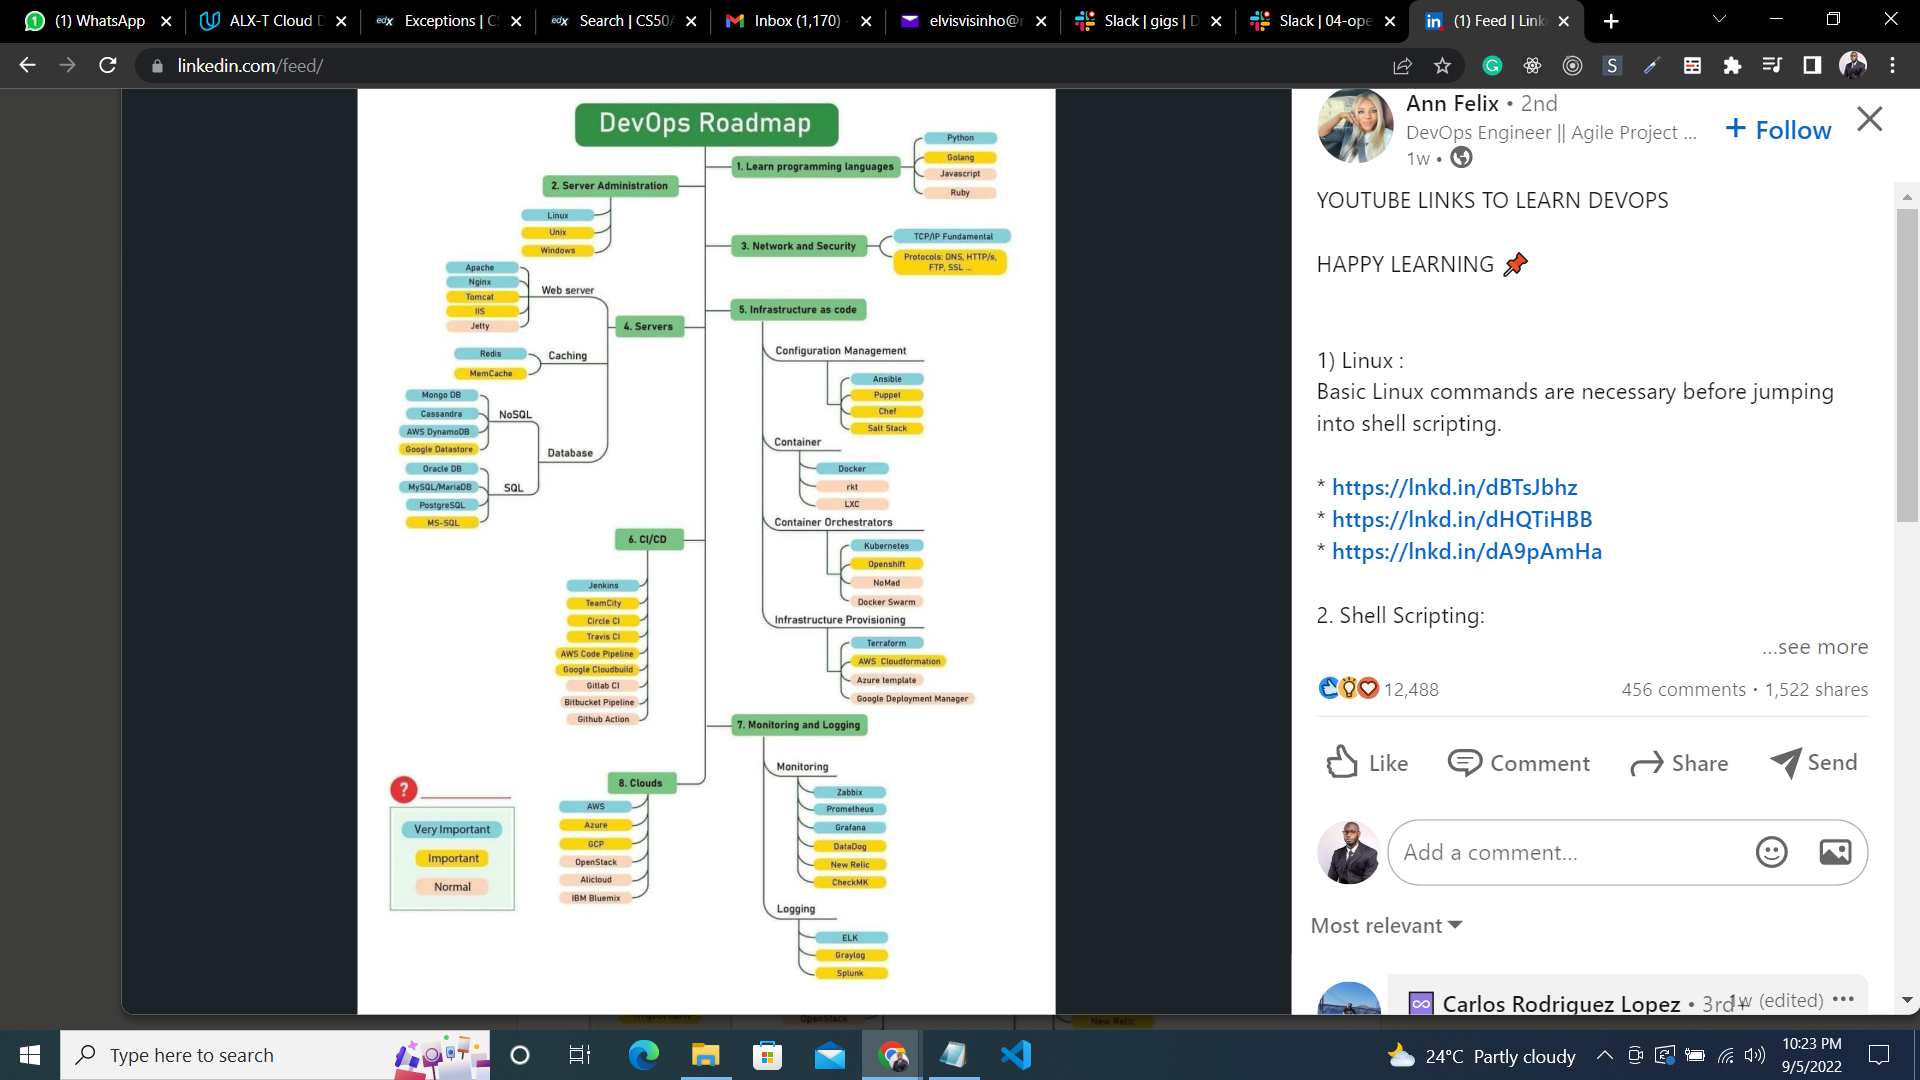 (1) WhatsApp
ALX-T Cloud D
Exceptions | CS
Search | CS50
Inbox (1,170) -
elvisvisinho@r
Slack | gigs | D
Slack | 04-ope
(1) Feed | Link
linkedin.com/feed/
DevOps Roadmap
1. Learn programming languages
Python
Golang
Javascript
Ruby
2. Server Administration
Linux
Unix
Windows
3. Network and Security
TCP/IP Fundamental
Protocols: DNS, HTTP/s,
FTP, SSL ...
4. Servers
Web server
Apache
Nginx
Tomcat
IIS
Jetty
Caching
Redis
MemCache
Database
NoSQL
Mongo DB
Cassandra
AWS DynamoDB
Google Datastore
SQL
Oracle DB
MySQL/MariaDB
PostgreSQL
MS-SQL
5. Infrastructure as code
Configuration Management
Ansible
Puppet
Chef
Salt Stack
Container
Docker
rkt
LXC
Container Orchestrators
Kubernetes
Openshift
NoMad
Docker Swarm
Infrastructure Provisioning
Terraform
AWS Cloudformation
Azure template
Google Deployment Manager
6. CI/CD
Jenkins
TeamCity
Circle CI
Travis CI
AWS Code Pipeline
Google Cloudbuild
Gitlab CI
Bitbucket Pipeline
Github Action
7. Monitoring and Logging
Monitoring
Zabbix
Prometheus
Grafana
DataDog
New Relic
CheckMK
Logging
ELK
Graylog
Splunk
8. Clouds
AWS
Azure
GCP
OpenStack
Alicloud
IBM Bluemix
?
Very Important
Important
Normal
Ann Felix • 2nd
DevOps Engineer || Agile Project ...
1w •
+ Follow
YOUTUBE LINKS TO LEARN DEVOPS
HAPPY LEARNING 📌
1) Linux :
Basic Linux commands are necessary before jumping
into shell scripting.
* https://lnkd.in/dBTsJbhz
* https://lnkd.in/dHQTiHBB
* https://lnkd.in/dA9pAmHa
2. Shell Scripting:
...see more
12,488
456 comments • 1,522 shares
Like
Comment
Share
Send
Add a comment...
Most relevant
Carlos Rodriguez Lopez • 3rd+
1w (edited)
Important
OpenStack
New Relic
Type here to search
24°C Partly cloudy
10:23 PM
9/5/2022